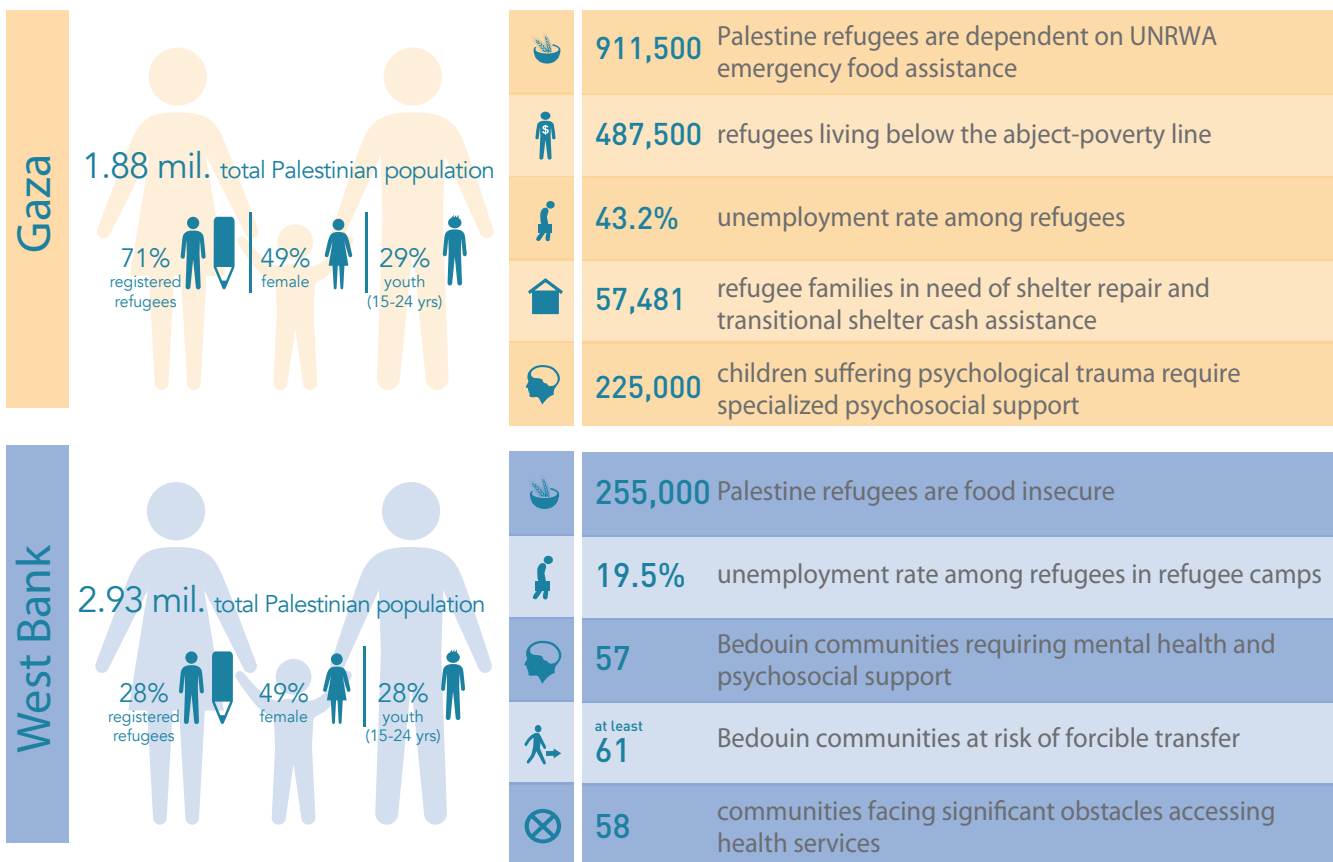 Gaza
1.88 mil. total Palestinian population
71%
registered
refugees
49%
female
29%
youth
(15-24 yrs)
911,500 Palestine refugees are dependent on UNRWA
emergency food assistance
487,500 refugees living below the abject-poverty line
43.2% unemployment rate among refugees
57,481 refugee families in need of shelter repair and
transitional shelter cash assistance
225,000 children suffering psychological trauma require
specialized psychosocial support
West Bank
2.93 mil. total Palestinian population
28%
registered
refugees
49%
female
28%
youth
(15-24 yrs)
255,000 Palestine refugees are food insecure
19.5% unemployment rate among refugees in refugee camps
57 Bedouin communities requiring mental health and
psychosocial support
at least
61 Bedouin communities at risk of forcible transfer
58 communities facing significant obstacles accessing
health services